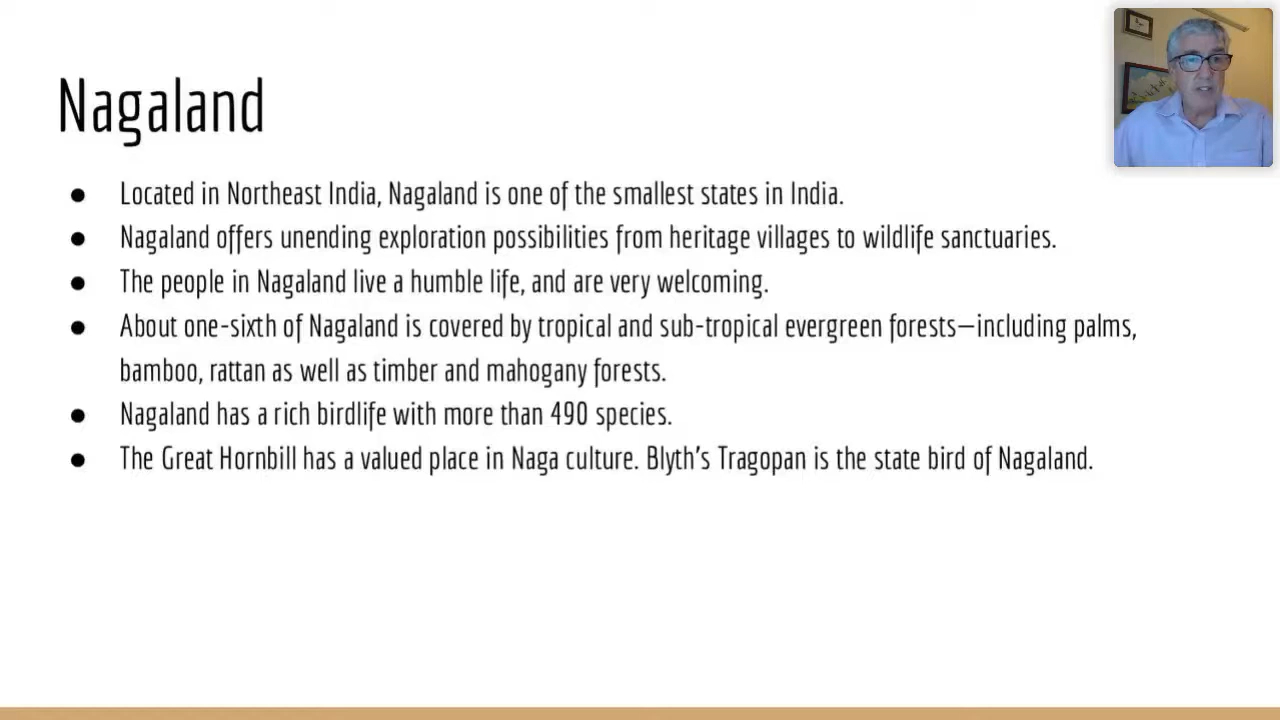 Nagaland
● Located in Northeast India, Nagaland is one of the smallest states in India.
● Nagaland offers unending exploration possibilities from heritage villages to wildlife sanctuaries.
● The people in Nagaland live a humble life, and are very welcoming.
● About one-sixth of Nagaland is covered by tropical and sub-tropical evergreen forests—including palms,
bamboo, rattan as well as timber and mahogany forests.
● Nagaland has a rich birdlife with more than 490 species.
● The Great Hornbill has a valued place in Naga culture. Blyth's Tragopan is the state bird of Nagaland.